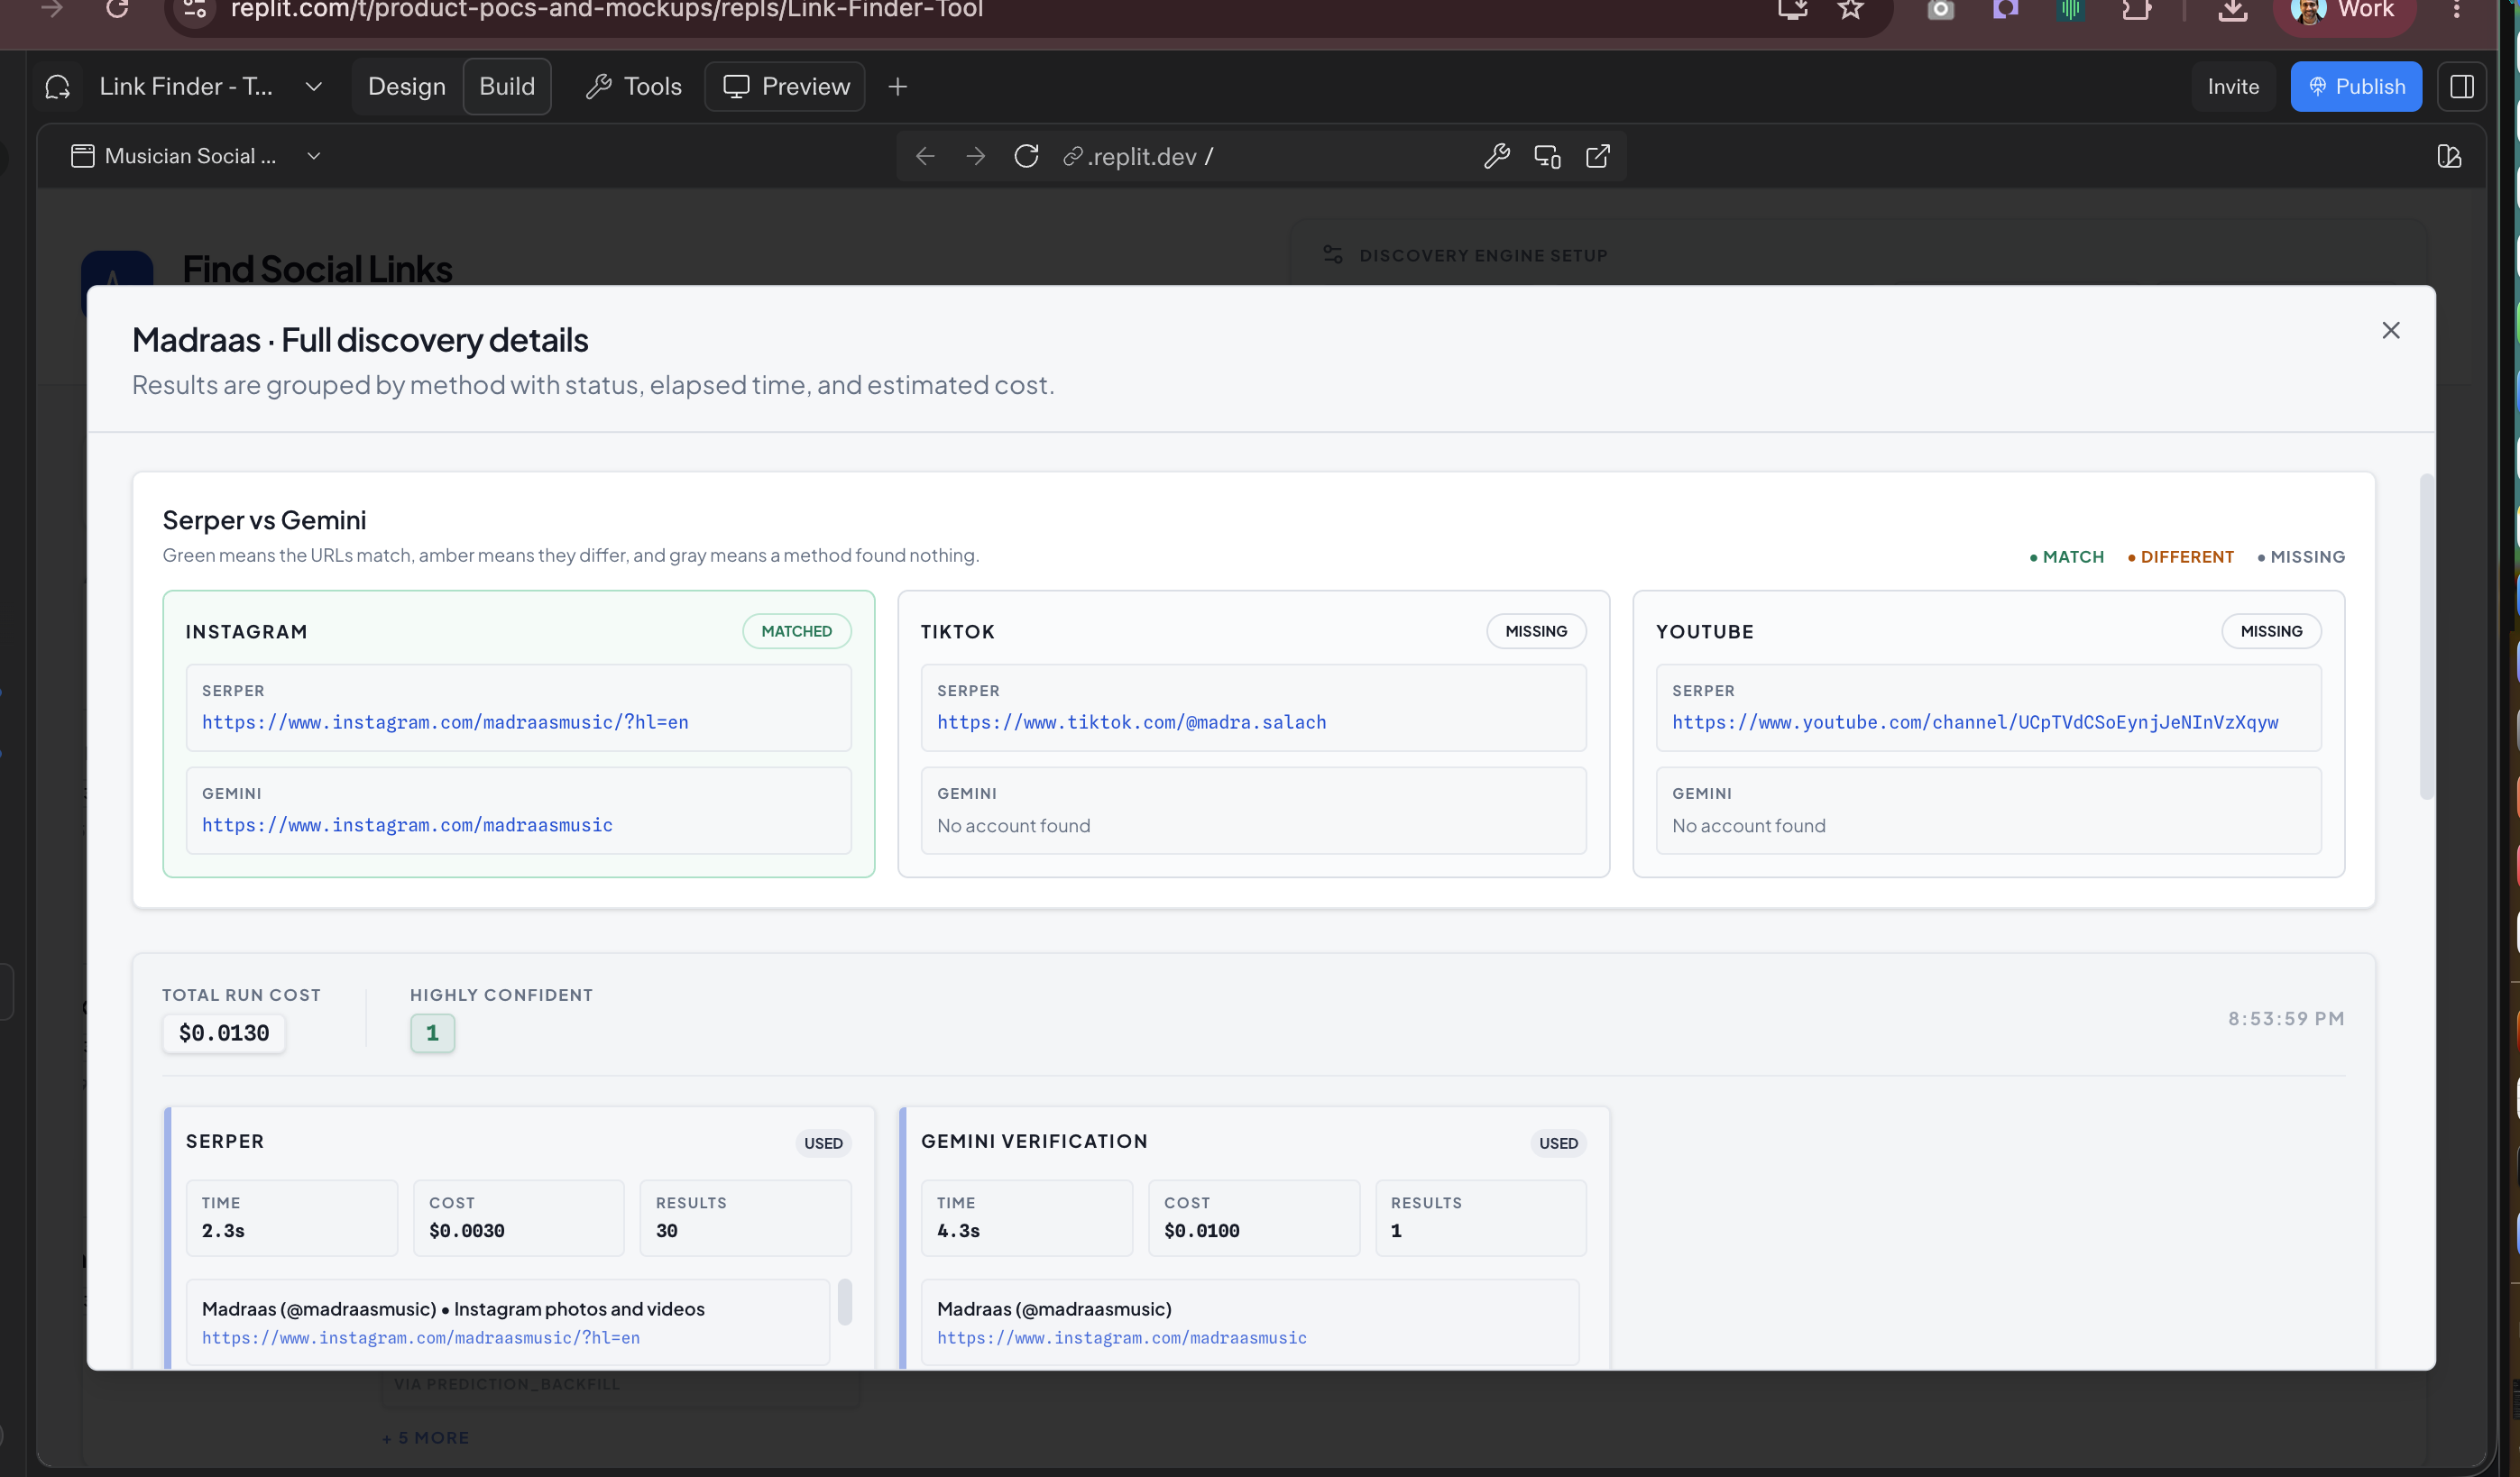 replit.com/t/product-pocs-and-mockups/repls/Link-Finder-Tool
Work
Link Finder - T...
Design
Build
Tools
Preview
Invite
Publish
Musician Social ...
.replit.dev /
Find Social Links
DISCOVERY ENGINE SETUP
Madraas · Full discovery details
Results are grouped by method with status, elapsed time, and estimated cost.
Serper vs Gemini
Green means the URLs match, amber means they differ, and gray means a method found nothing.
• MATCH • DIFFERENT • MISSING
INSTAGRAM
MATCHED
SERPER
https://www.instagram.com/madraasmusic/?hl=en
GEMINI
https://www.instagram.com/madraasmusic
TIKTOK
MISSING
SERPER
https://www.tiktok.com/@madra.salach
GEMINI
No account found
YOUTUBE
MISSING
SERPER
https://www.youtube.com/channel/UCpTVdCSoEynjJeNInVzXqyw
GEMINI
No account found
TOTAL RUN COST
$0.0130
HIGHLY CONFIDENT
1
8:53:59 PM
SERPER
USED
TIME
2.3s
COST
$0.0030
RESULTS
30
Madraas (@madraasmusic) • Instagram photos and videos
https://www.instagram.com/madraasmusic/?hl=en
GEMINI VERIFICATION
USED
TIME
4.3s
COST
$0.0100
RESULTS
1
Madraas (@madraasmusic)
https://www.instagram.com/madraasmusic
VIA PREDICTION_BACKFILL
+ 5 MORE